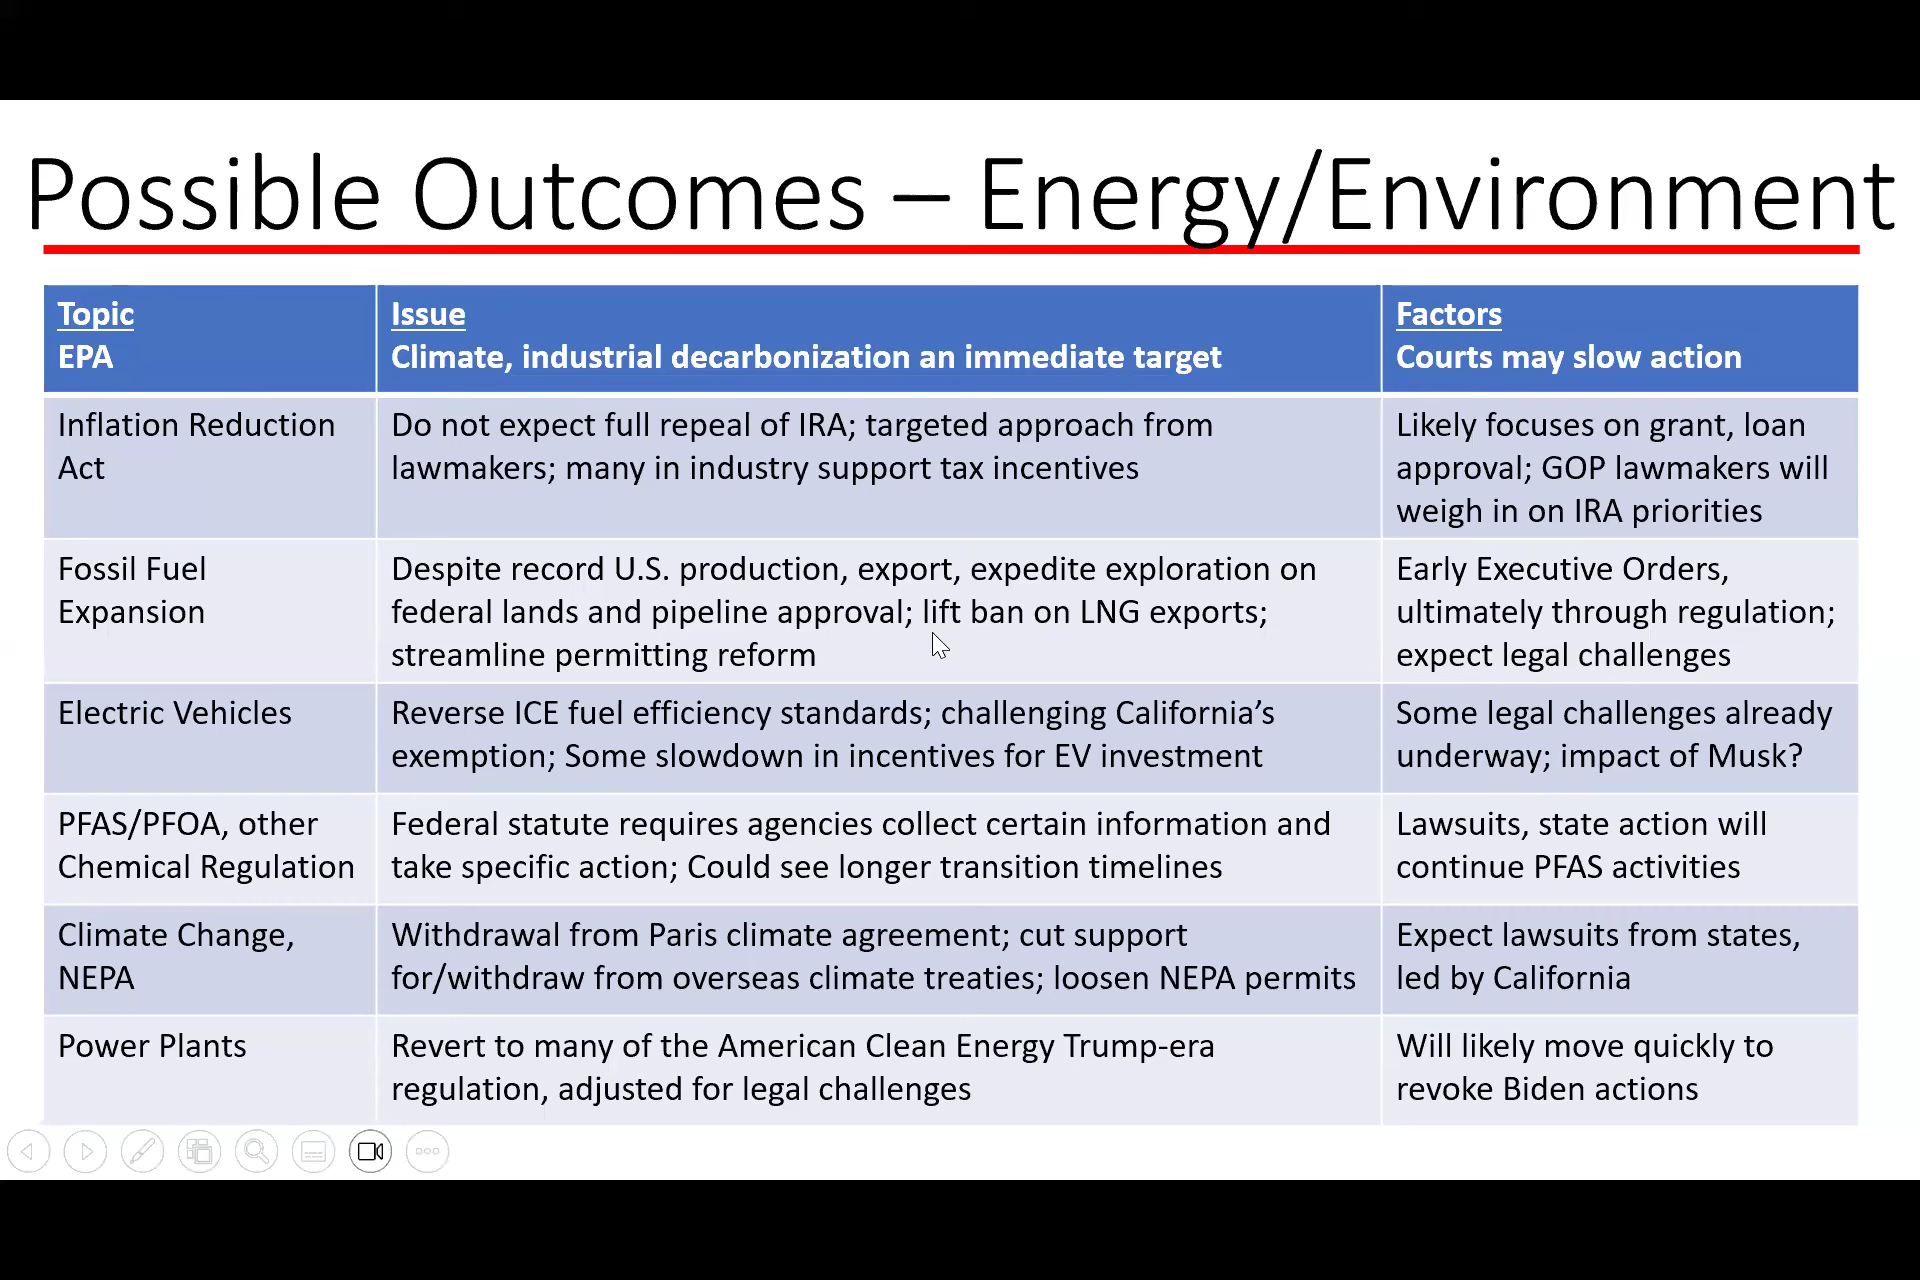 Possible Outcomes – Energy/Environment
Topic
EPA
Issue
Climate, industrial decarbonization an immediate target
Factors
Courts may slow action
Inflation Reduction
Act
Do not expect full repeal of IRA; targeted approach from
lawmakers; many in industry support tax incentives
Likely focuses on grant, loan
approval; GOP lawmakers will
weigh in on IRA priorities
Fossil Fuel
Expansion
Despite record U.S. production, export, expedite exploration on
federal lands and pipeline approval; lift ban on LNG exports;
streamline permitting reform
Early Executive Orders,
ultimately through regulation;
expect legal challenges
Electric Vehicles
Reverse ICE fuel efficiency standards; challenging California’s
exemption; Some slowdown in incentives for EV investment
Some legal challenges already
underway; impact of Musk?
PFAS/PFOA, other
Chemical Regulation
Federal statute requires agencies collect certain information and
take specific action; Could see longer transition timelines
Lawsuits, state action will
continue PFAS activities
Climate Change,
NEPA
Withdrawal from Paris climate agreement; cut support
for/withdraw from overseas climate treaties; loosen NEPA permits
Expect lawsuits from states,
led by California
Power Plants
Revert to many of the American Clean Energy Trump-era
regulation, adjusted for legal challenges
Will likely move quickly to
revoke Biden actions